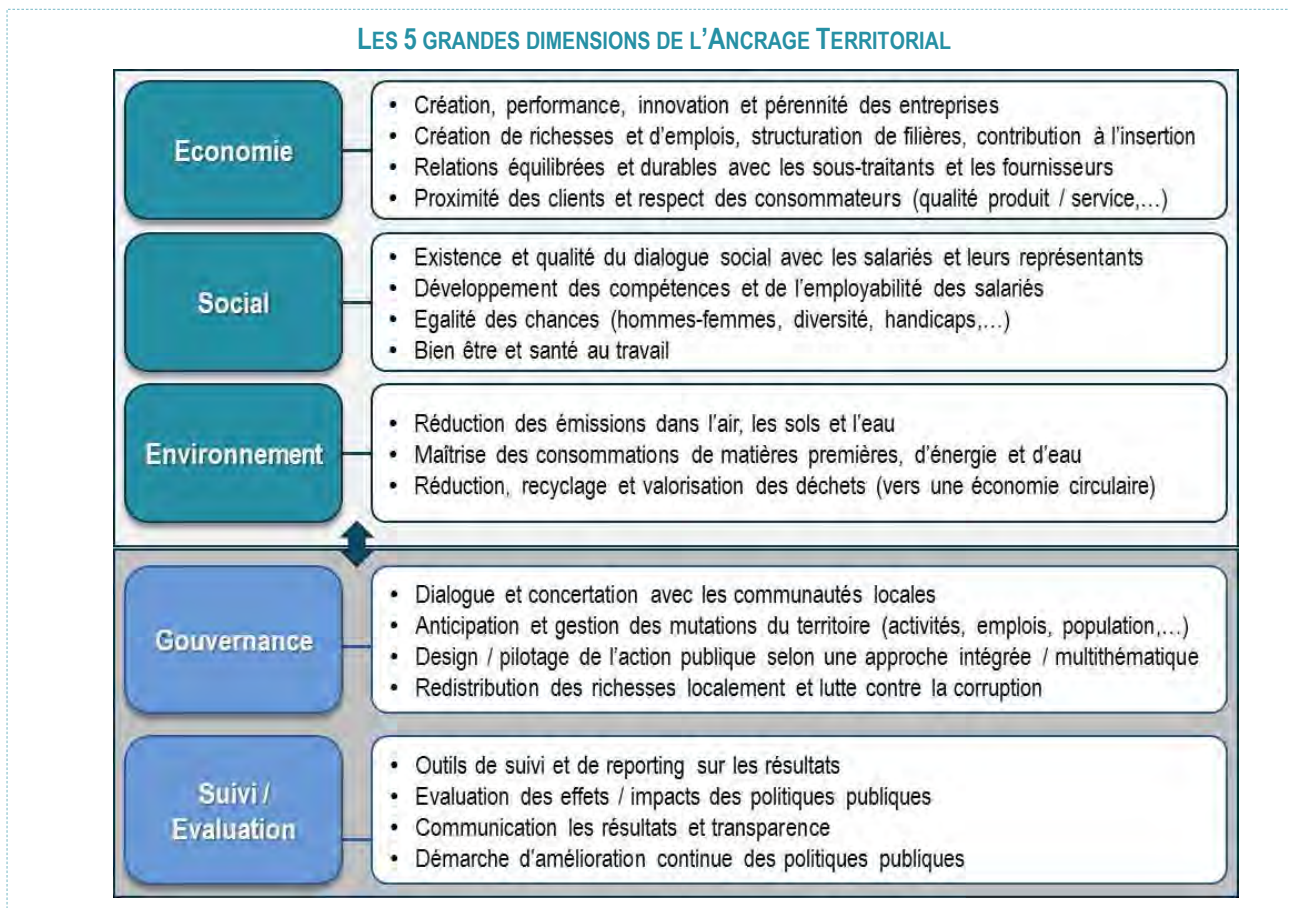 LES 5 GRANDES DIMENSIONS DE L'ANCRAGE TERRITORIAL
Economie
• Création, performance, innovation et pérennité des entreprises
• Création de richesses et d'emplois, structuration de filières, contribution à l'insertion
• Relations équilibrées et durables avec les sous-traitants et les fournisseurs
• Proximité des clients et respect des consommateurs (qualité produit / service,…)
Social
• Existence et qualité du dialogue social avec les salariés et leurs représentants
• Développement des compétences et de l'employabilité des salariés
• Egalité des chances (hommes-femmes, diversité, handicaps,…)
• Bien être et santé au travail
Environnement
• Réduction des émissions dans l'air, les sols et l'eau
• Maîtrise des consommations de matières premières, d'énergie et d'eau
• Réduction, recyclage et valorisation des déchets (vers une économie circulaire)
Gouvernance
• Dialogue et concertation avec les communautés locales
• Anticipation et gestion des mutations du territoire (activités, emplois, population,…)
• Design / pilotage de l'action publique selon une approche intégrée / multithématique
• Redistribution des richesses localement et lutte contre la corruption
Suivi /
Evaluation
• Outils de suivi et de reporting sur les résultats
• Evaluation des effets / impacts des politiques publiques
• Communication les résultats et transparence
• Démarche d'amélioration continue des politiques publiques